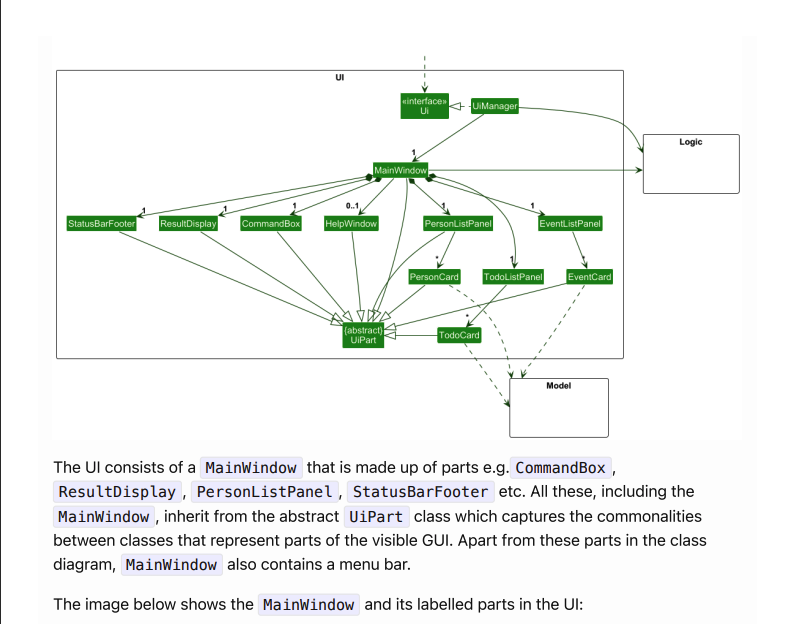 UI
«interface»
Ui
UiManager
Logic
1
MainWindow
1
1
1
0..1
1
1
StatusBarFooter
ResultDisplay
CommandBox
HelpWindow
PersonListPanel
EventListPanel
*
1
*
PersonCard
TodoListPanel
EventCard
*
{abstract}
UiPart
TodoCard
Model
The UI consists of a MainWindow that is made up of parts e.g. CommandBox ,
ResultDisplay , PersonListPanel , StatusBarFooter etc. All these, including the
MainWindow , inherit from the abstract UiPart class which captures the commonalities
between classes that represent parts of the visible GUI. Apart from these parts in the class
diagram, MainWindow also contains a menu bar.
The image below shows the MainWindow and its labelled parts in the UI: